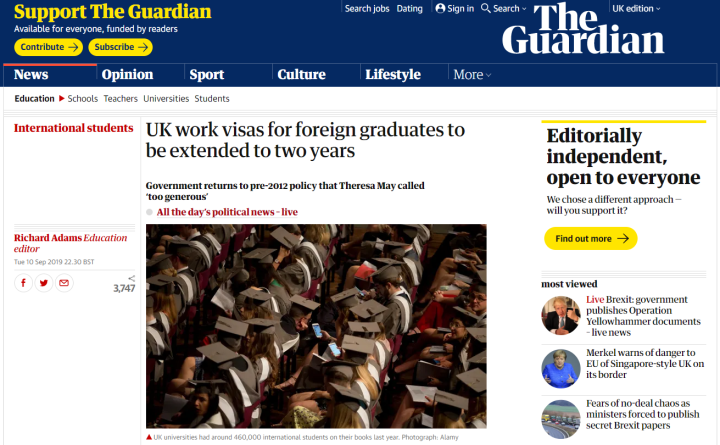 Support The Guardian
Available for everyone, funded by readers
Contribute →
Subscribe →
Search jobs
Dating
Sign in
Search
UK edition
The
Guardian
News
Opinion
Sport
Culture
Lifestyle
More
Education
Schools
Teachers
Universities
Students
International students
UK work visas for foreign graduates to
be extended to two years
Government returns to pre-2012 policy that Theresa May called
‘too generous’
All the day’s political news – live
Richard Adams Education
editor
Tue 10 Sep 2019 22.30 BST
3,747
UK universities had around 460,000 international students on their books last year. Photograph: Alamy
Editorially
independent,
open to everyone
We chose a different approach —
will you support it?
Find out more →
most viewed
Live Brexit: government
publishes Operation
Yellowhammer documents
– live news
Merkel warns of danger to
EU of Singapore-style UK on
its border
Fears of no-deal chaos as
ministers forced to publish
secret Brexit papers